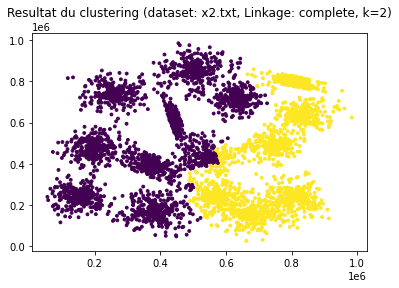 Resultat du clustering (dataset: x2.txt, Linkage: complete, k=2)
1e6
1.0
0.8
0.6
0.4
0.2
0.0
0.2 0.4 0.6 0.8 1.0
1e6